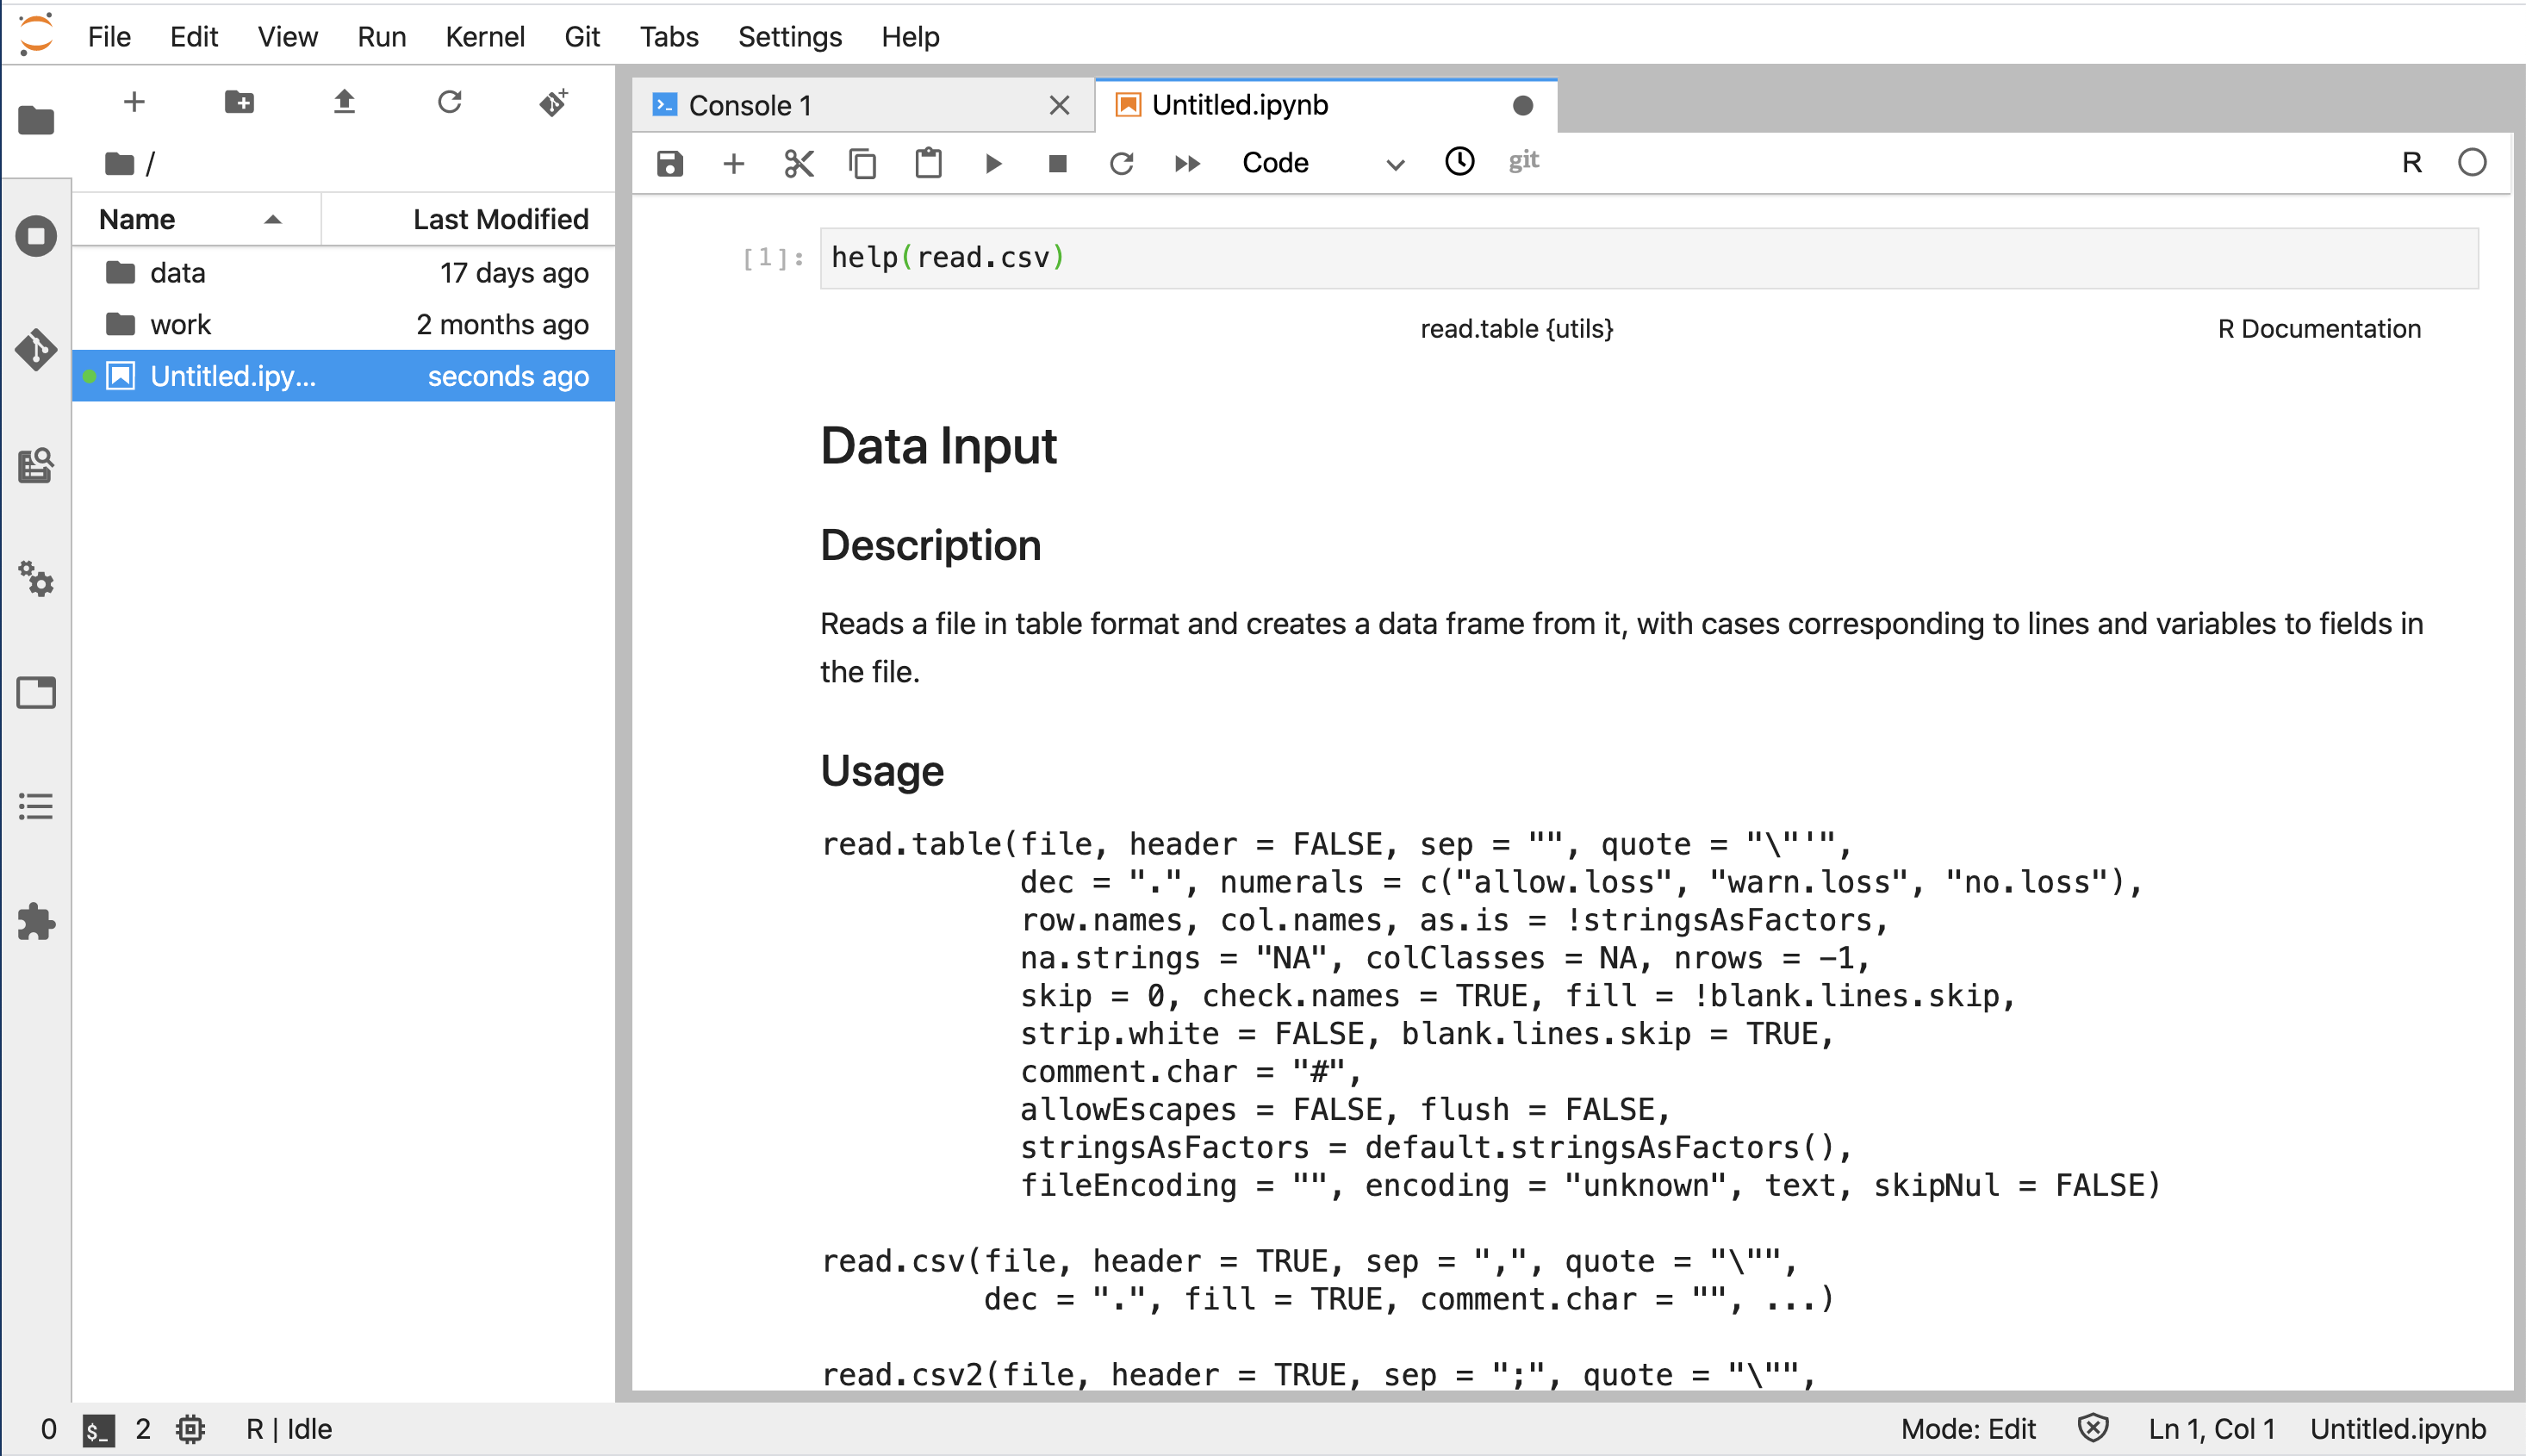 File Edit View Run Kernel Git Tabs Settings Help
Console 1
Untitled.ipynb
/
Code
git
R
Name
Last Modified
data 17 days ago
work 2 months ago
Untitled.ipy... seconds ago
[1]: help(read.csv)
read.table {utils} R Documentation
Data Input
Description
Reads a file in table format and creates a data frame from it, with cases corresponding to lines and variables to fields in
the file.
Usage
read.table(file, header = FALSE, sep = "", quote = "\"'",
           dec = ".", numerals = c("allow.loss", "warn.loss", "no.loss"),
           row.names, col.names, as.is = !stringsAsFactors,
           na.strings = "NA", colClasses = NA, nrows = -1,
           skip = 0, check.names = TRUE, fill = !blank.lines.skip,
           strip.white = FALSE, blank.lines.skip = TRUE,
           comment.char = "#",
           allowEscapes = FALSE, flush = FALSE,
           stringsAsFactors = default.stringsAsFactors(),
           fileEncoding = "", encoding = "unknown", text, skipNul = FALSE)
read.csv(file, header = TRUE, sep = ",", quote = "\"",
         dec = ".", fill = TRUE, comment.char = "", ...)
read.csv2(file, header = TRUE, sep = ";", quote = "\"",
0 $_ 2 R | Idle
Mode: Edit Ln 1, Col 1 Untitled.ipynb